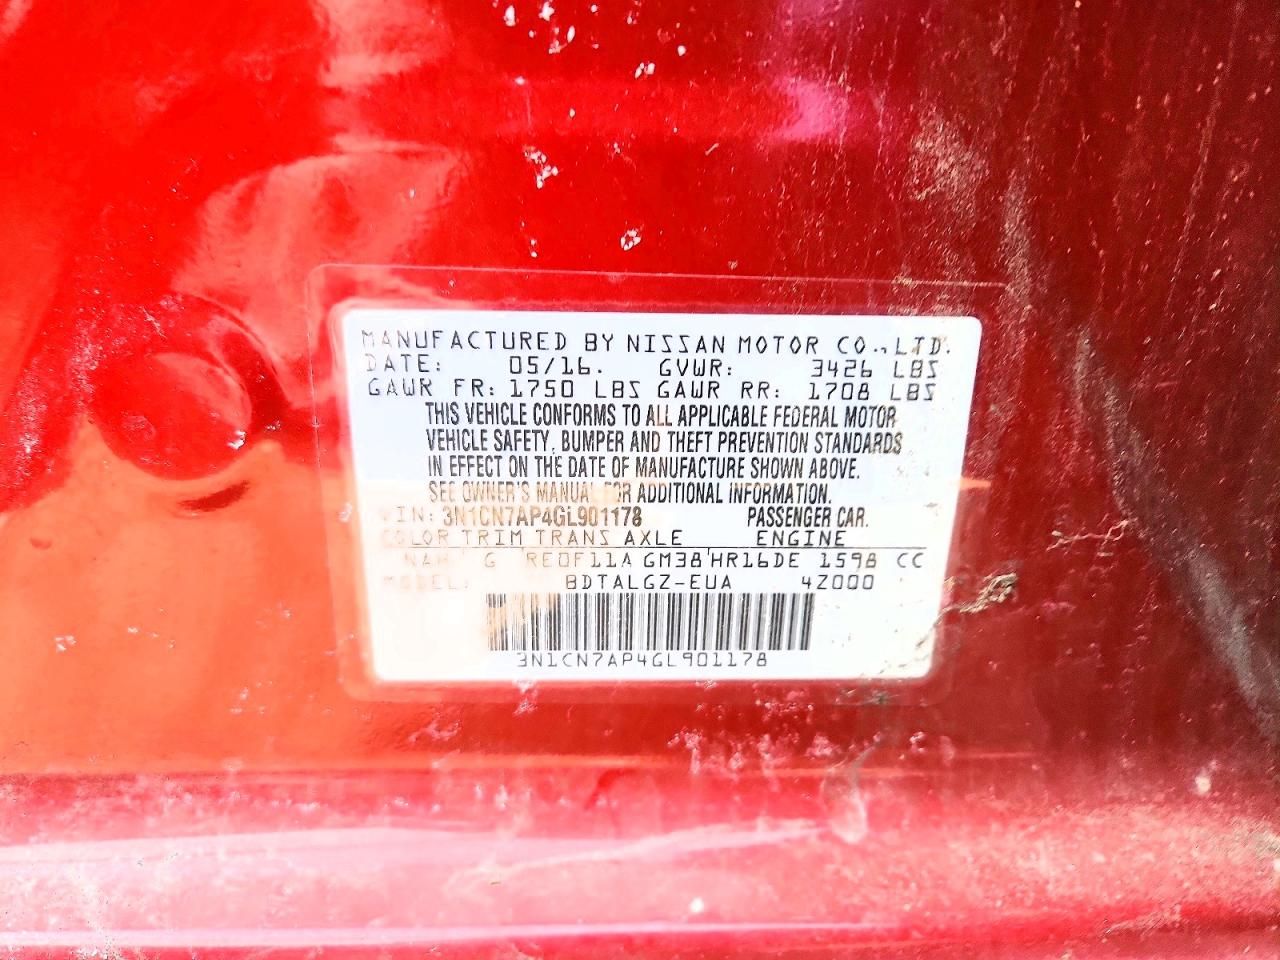 MANUFACTURED BY NISSAN MOTOR CO., LTD.
DATE: 05/16. GVWR: 3426 LBS
GAWR FR: 1750 LBS GAWR RR: 1708 LBS
THIS VEHICLE CONFORMS TO ALL APPLICABLE FEDERAL MOTOR
VEHICLE SAFETY, BUMPER AND THEFT PREVENTION STANDARDS
IN EFFECT ON THE DATE OF MANUFACTURE SHOWN ABOVE.
SEE OWNER'S MANUAL FOR ADDITIONAL INFORMATION.
VIN: 3N1CN7AP4GL901178 PASSENGER CAR.
COLOR TRIM TRANS AXLE ENGINE
NAH G RE0F11A GM38 HR16DE 1598 CC
MODEL: BDTALGZ-EUA 4Z000
3N1CN7AP4GL901178